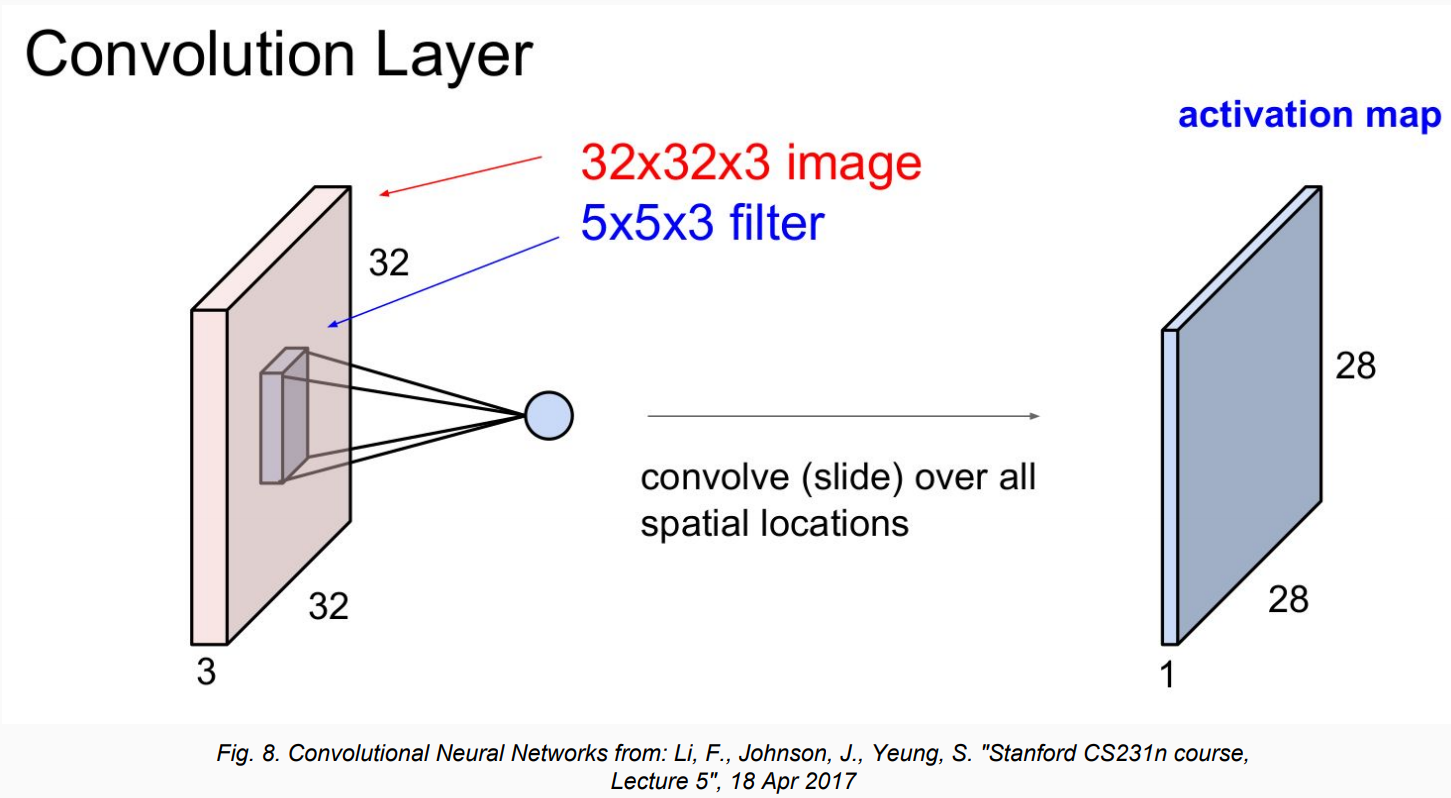 Convolution Layer
activation map
32x32x3 image
5x5x3 filter
32
32
3
convolve (slide) over all
spatial locations
28
28
1
Fig. 8. Convolutional Neural Networks from: Li, F., Johnson, J., Yeung, S. "Stanford CS231n course,
Lecture 5", 18 Apr 2017